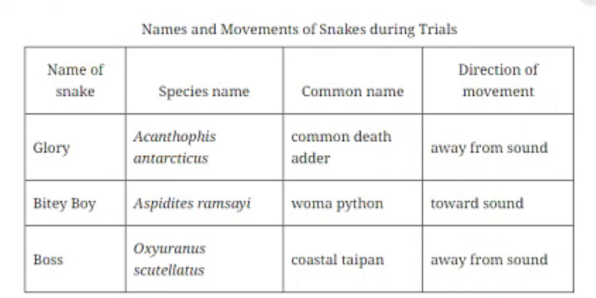 Names and Movements of Snakes during Trials
Name of
snake
Species name
Common name
Direction of
movement
Glory
Acanthophis
antarcticus
common death
adder
away from sound
Bitey Boy
Aspidites ramsayi
woma python
toward sound
Boss
Oxyuranus
scutellatus
coastal taipan
away from sound